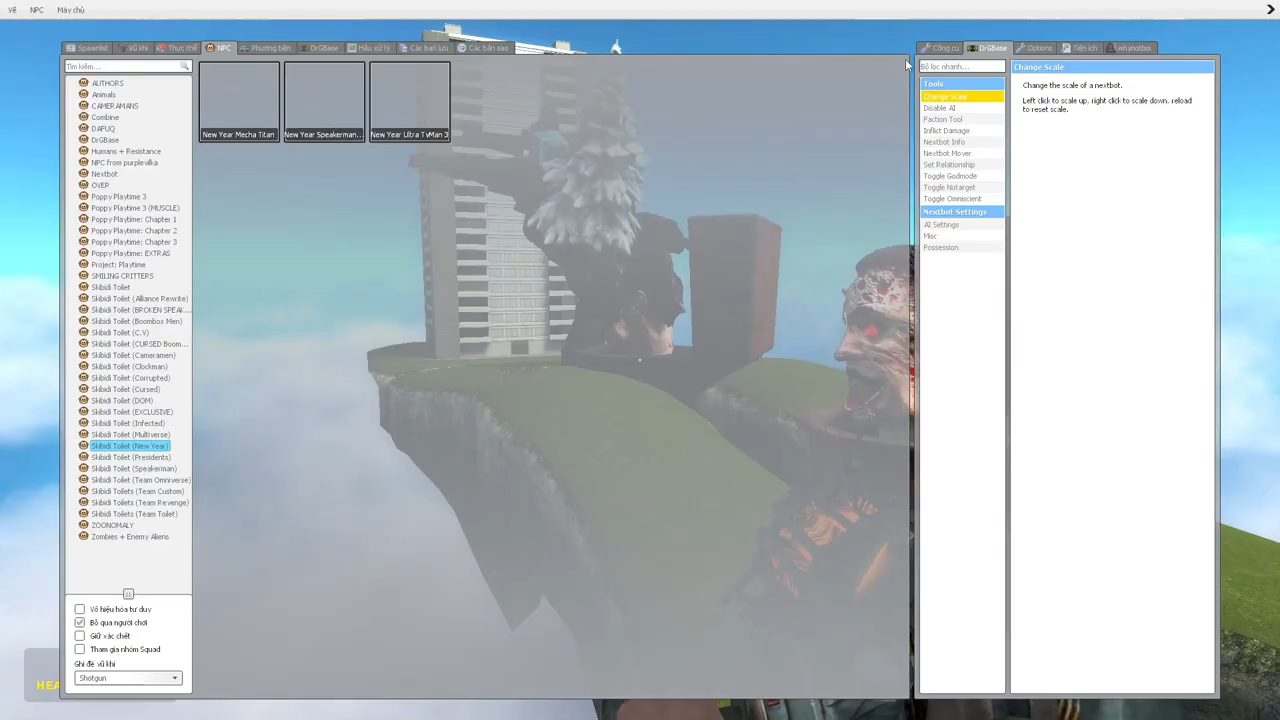 Về NPC Máy chủ
Spawnlist Vũ khí Thực thể NPC Phương tiện DrGBase Hậu xử lý Các bản lưu Các bản sao
Tìm kiếm...
AUTHORS
Animals
CAMERAMANS
Combine
DAFUQ
DrGBase
Humans + Resistance
NPC from purplevilka
Nextbot
OVER
Poppy Playtime 3
Poppy Playtime 3 (MUSCLE)
Poppy Playtime: Chapter 1
Poppy Playtime: Chapter 2
Poppy Playtime: Chapter 3
Poppy Playtime: EXTRAS
Project: Playtime
SMILING CRITTERS
Skibidi Toilet
Skibidi Toilet (Alliance Rewrite)
Skibidi Toilet (BROKEN SPEAK...
Skibidi Toilet (Boombox Men)
Skibidi Toilet (C.V)
Skibidi Toilet (CURSED Boom...
Skibidi Toilet (Cameramen)
Skibidi Toilet (Clockman)
Skibidi Toilet (Corrupted)
Skibidi Toilet (Cursed)
Skibidi Toilet (DOM)
Skibidi Toilet (EXCLUSIVE)
Skibidi Toilet (Infected)
Skibidi Toilet (Multiverse)
Skibidi Toilet (New Year)
Skibidi Toilet (Presidents)
Skibidi Toilet (Speakerman)
Skibidi Toilet (Team Omniverse)
Skibidi Toilets (Team Custom)
Skibidi Toilets (Team Revenge)
Skibidi Toilets (Team Toilet)
ZOONOMALY
Zombies + Enemy Aliens
Vô hiệu hóa tư duy
Bỏ qua người chơi
Giữ xác chết
Tham gia nhóm Squad
Ghi đè vũ khí
Shotgun
HEA
New Year Mecha Titan New Year Speakerman... New Year Ultra TvMan 3
Công cụ DrGBase Options Tiện ích whynotboi
Bộ lọc nhanh...
Tools
Change Scale
Disable AI
Faction Tool
Inflict Damage
Nextbot Info
Nextbot Mover
Set Relationship
Toggle Godmode
Toggle Notarget
Toggle Omniscient
Nextbot Settings
AI Settings
Misc
Possession
Change Scale
Change the scale of a nextbot.
Left click to scale up, right click to scale down, reload
to reset scale.